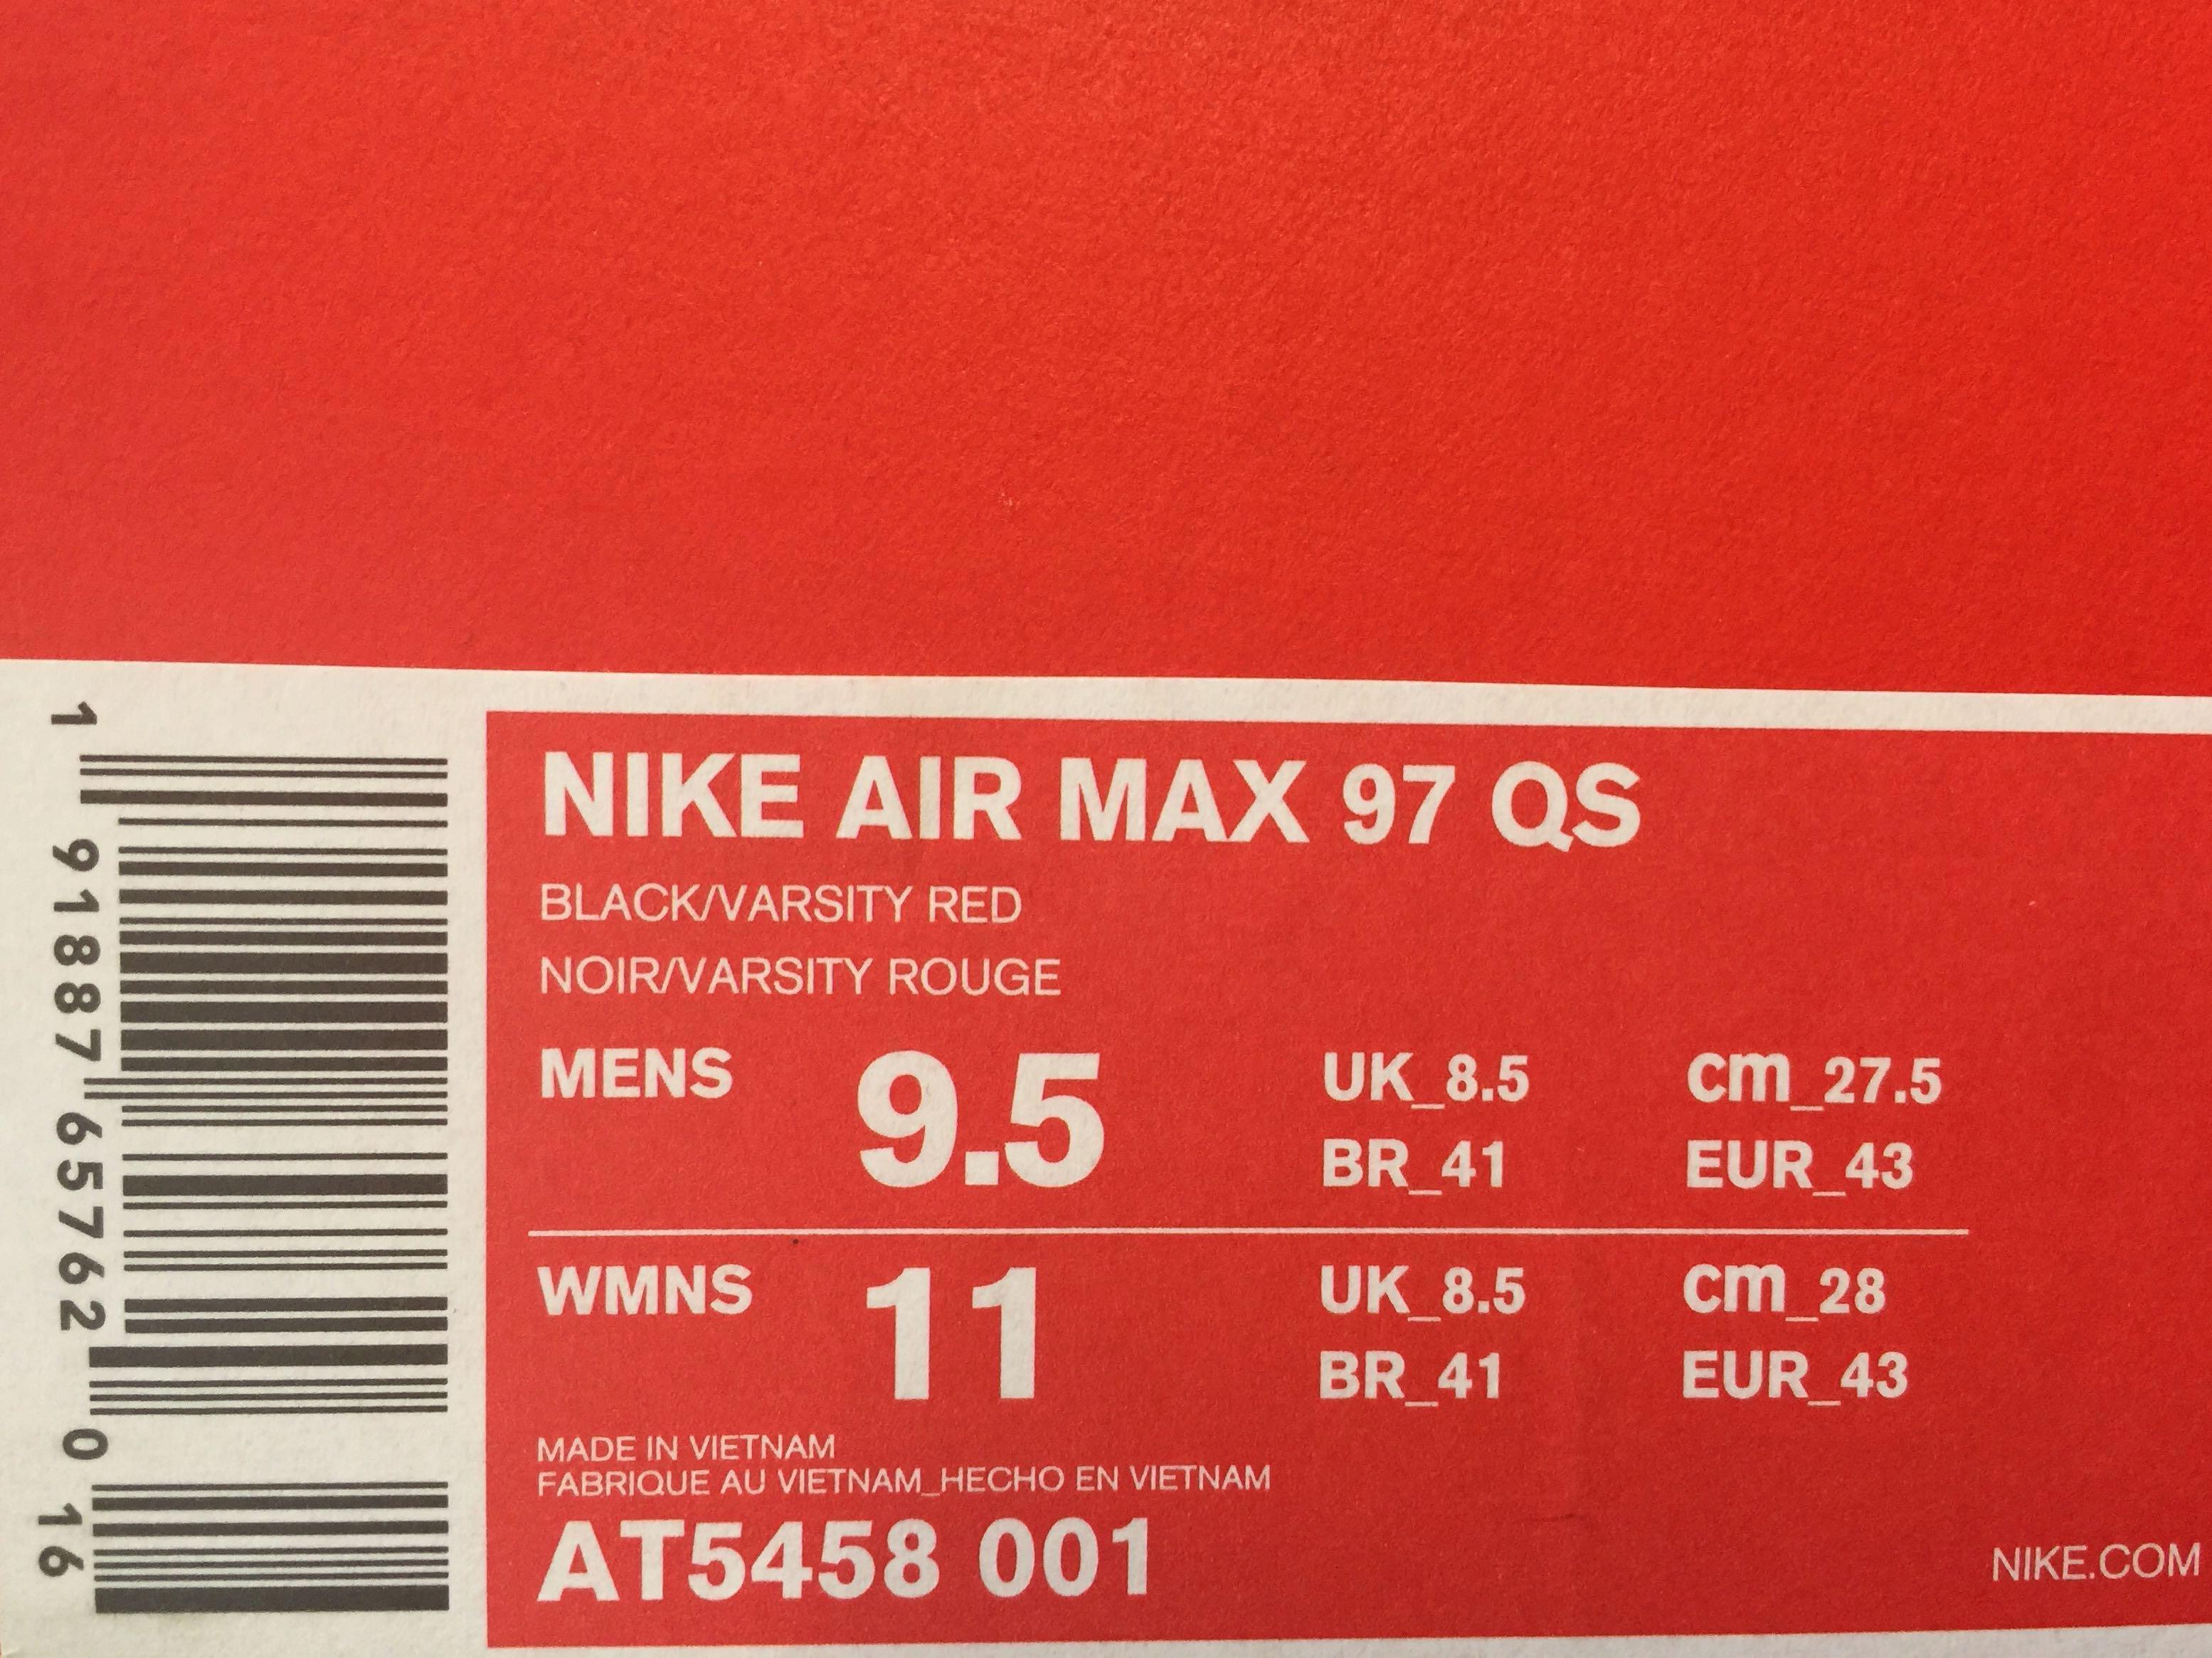 1 91887 65762 0 16
NIKE AIR MAX 97 QS
BLACK/VARSITY RED
NOIR/VARSITY ROUGE
MENS 9.5 UK_8.5 cm_27.5
BR_41 EUR_43
WMNS 11 UK_8.5 cm_28
BR_41 EUR_43
MADE IN VIETNAM
FABRIQUE AU VIETNAM_HECHO EN VIETNAM
AT5458 001
NIKE.COM